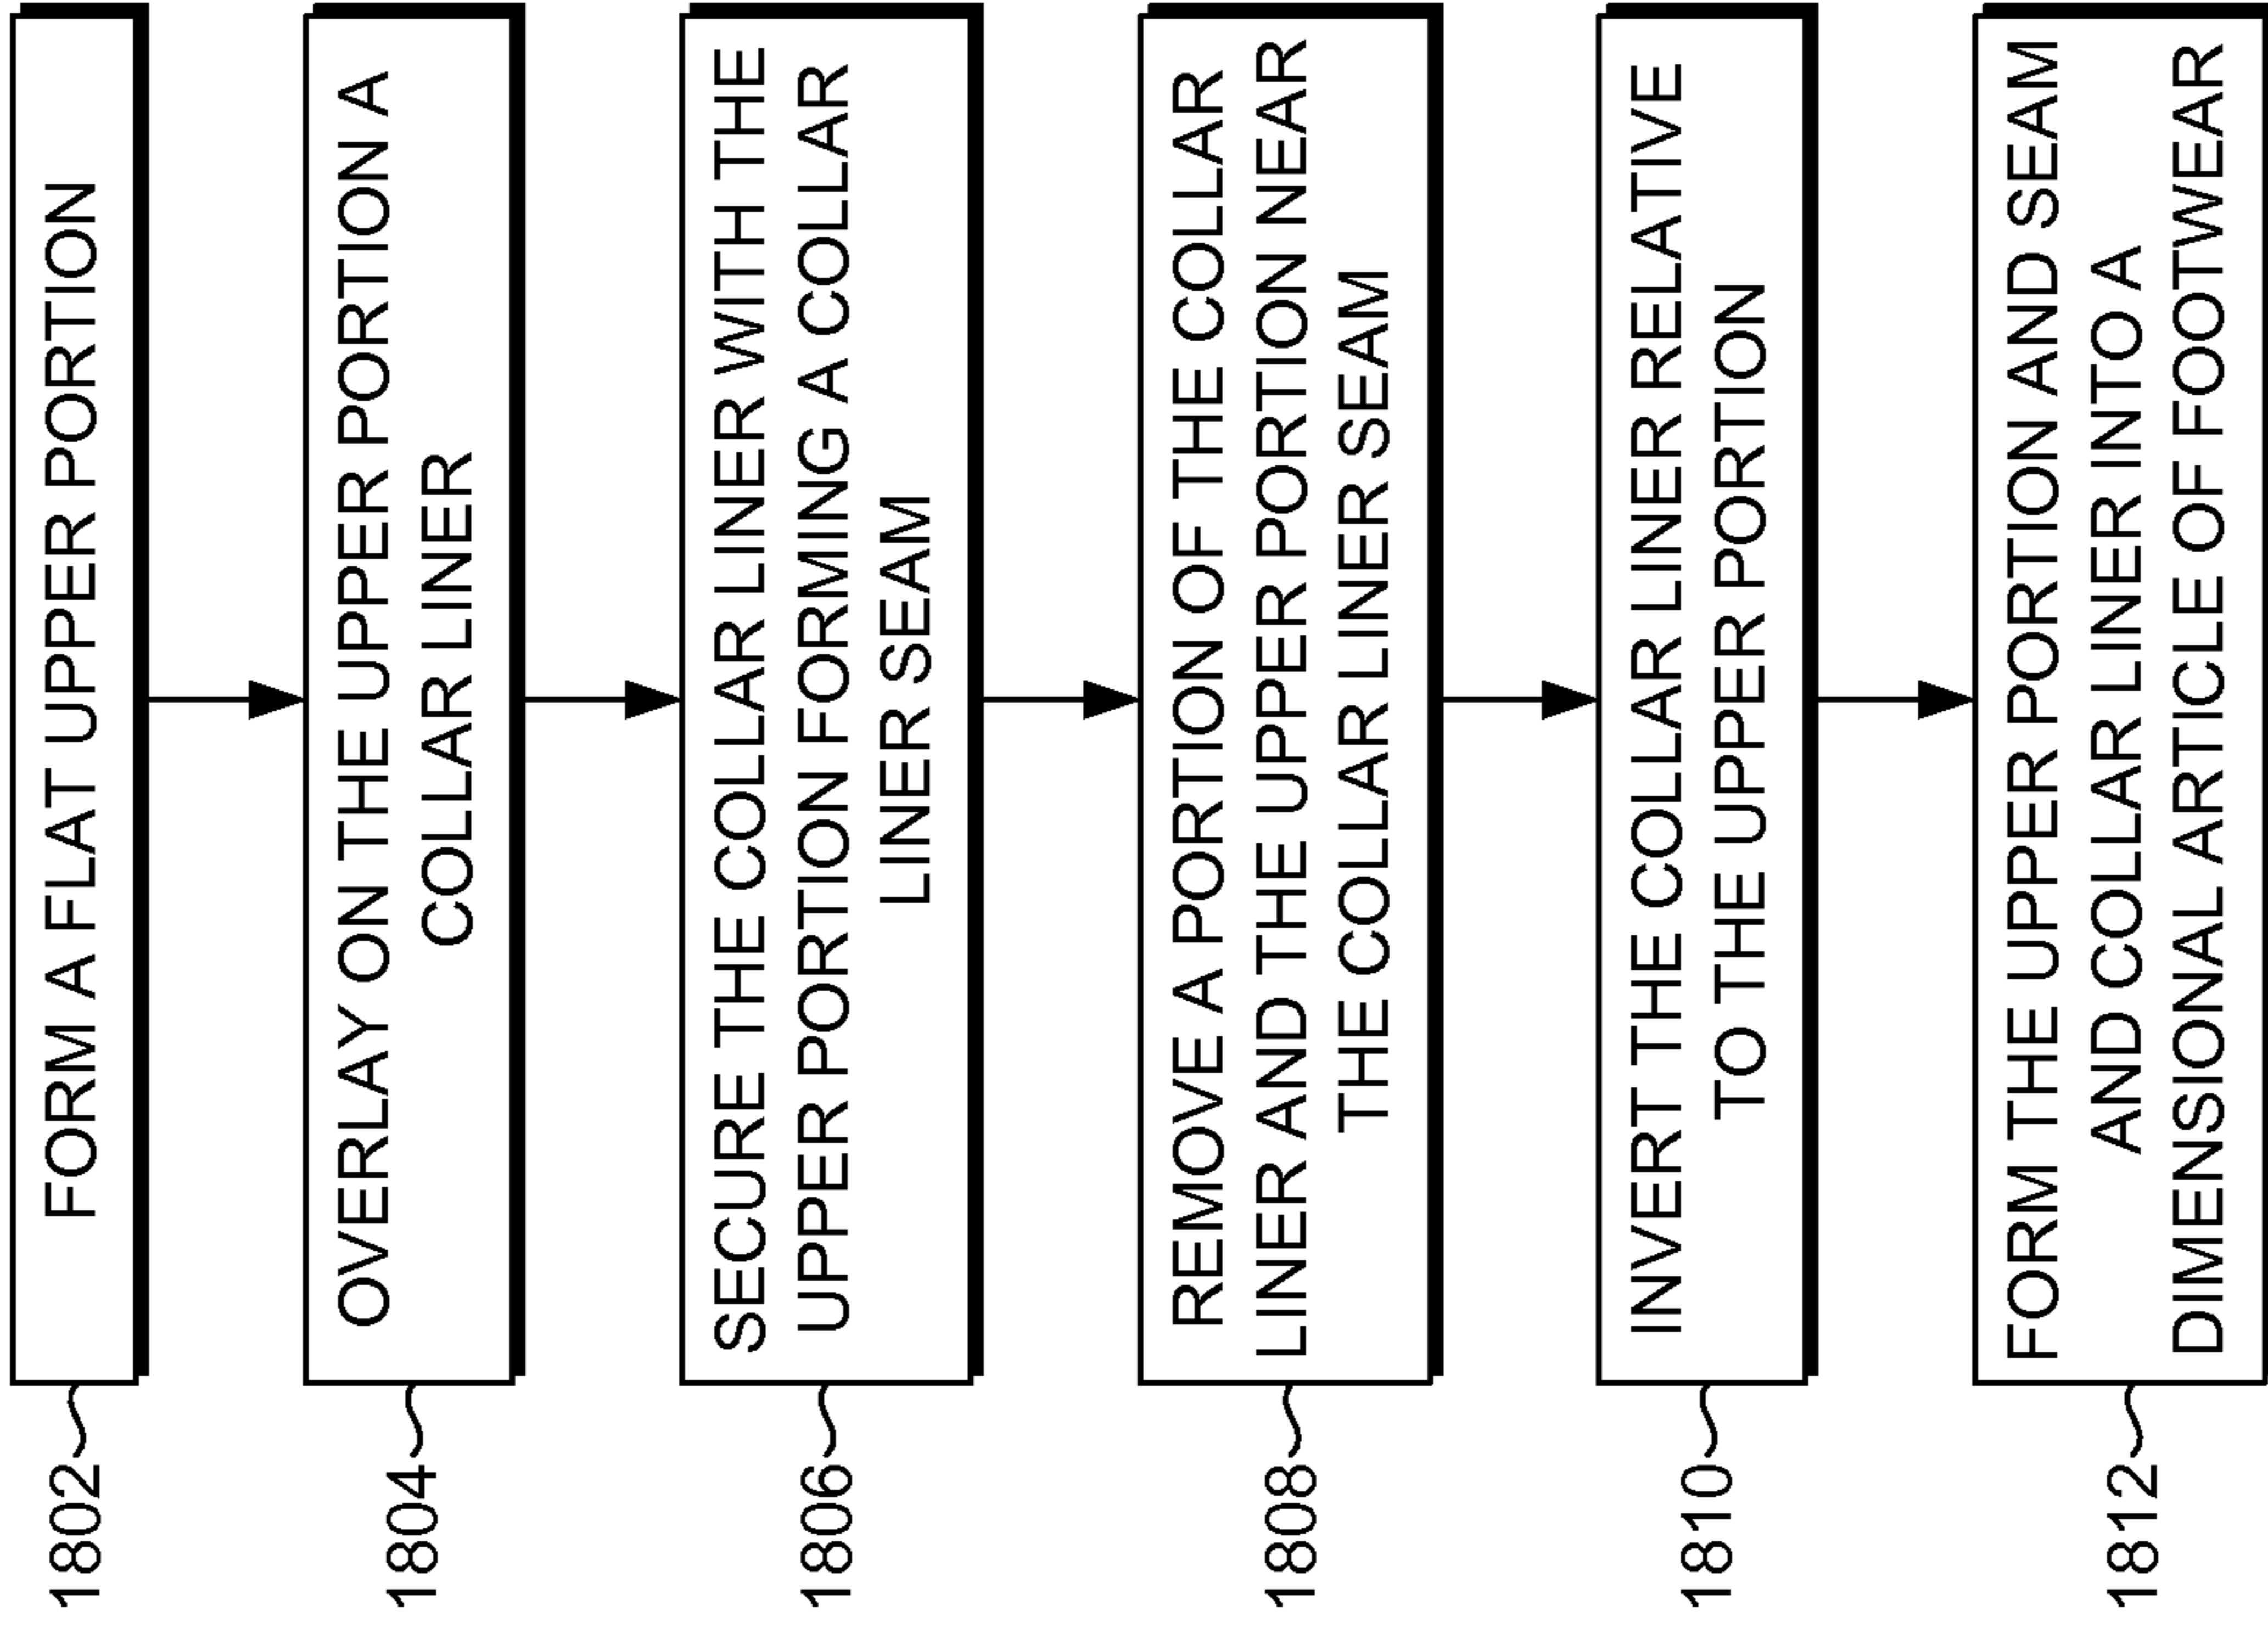 1802
FORM A FLAT UPPER PORTION
1804
OVERLAY ON THE UPPER PORTION A
COLLAR LINER
1806
SECURE THE COLLAR LINER WITH THE
UPPER PORTION FORMING A COLLAR
LINER SEAM
1808
REMOVE A PORTION OF THE COLLAR
LINER AND THE UPPER PORTION NEAR
THE COLLAR LINER SEAM
1810
INVERT THE COLLAR LINER RELATIVE
TO THE UPPER PORTION
1812
FORM THE UPPER PORTION AND SEAM
AND COLLAR LINER INTO A
DIMENSIONAL ARTICLE OF FOOTWEAR